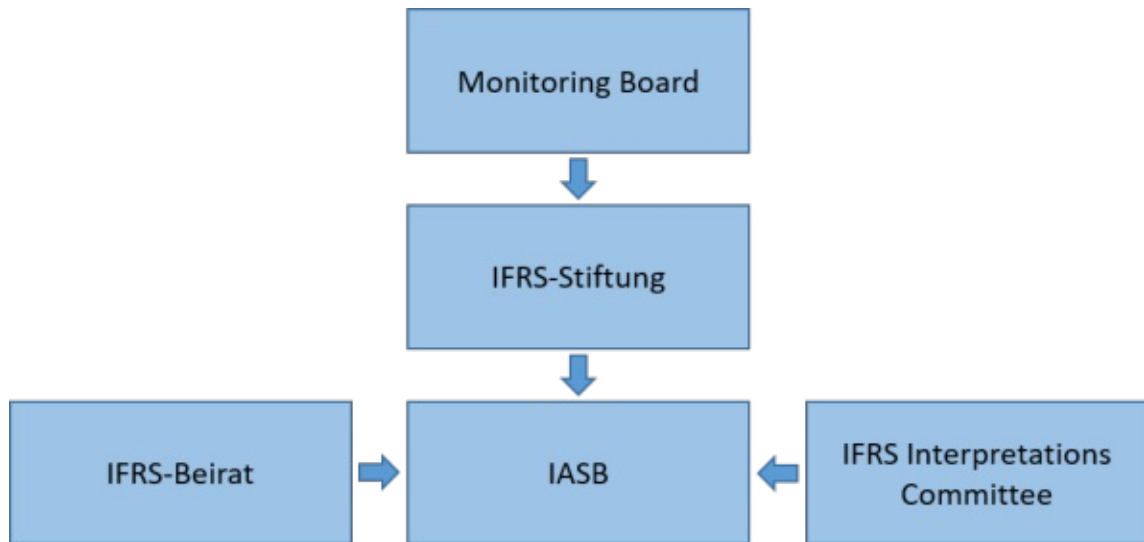 Monitoring Board
IFRS-Stiftung
IFRS-Beirat
IASB
IFRS Interpretations
Committee